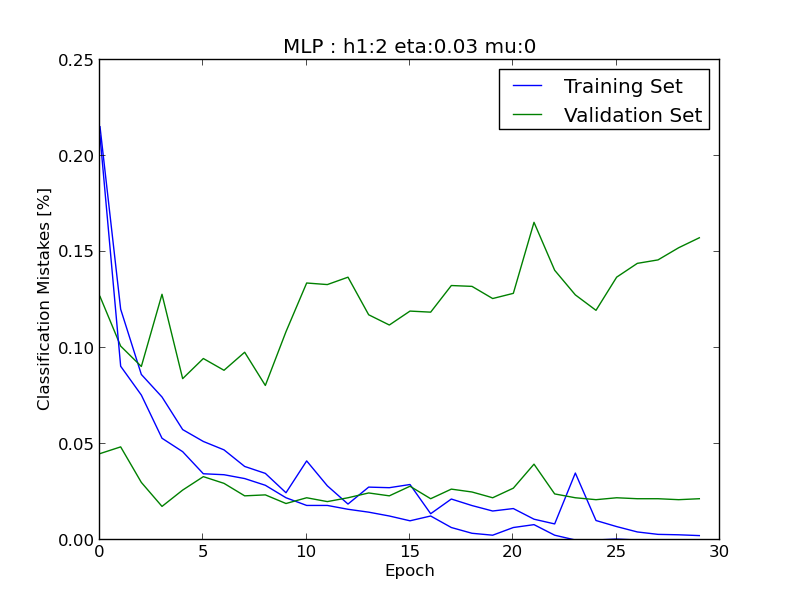 MLP : h1:2 eta:0.03 mu:0
Training Set
Validation Set
Classification Mistakes [%]
0.25
0.20
0.15
0.10
0.05
0.00
0 5 10 15 20 25 30
Epoch